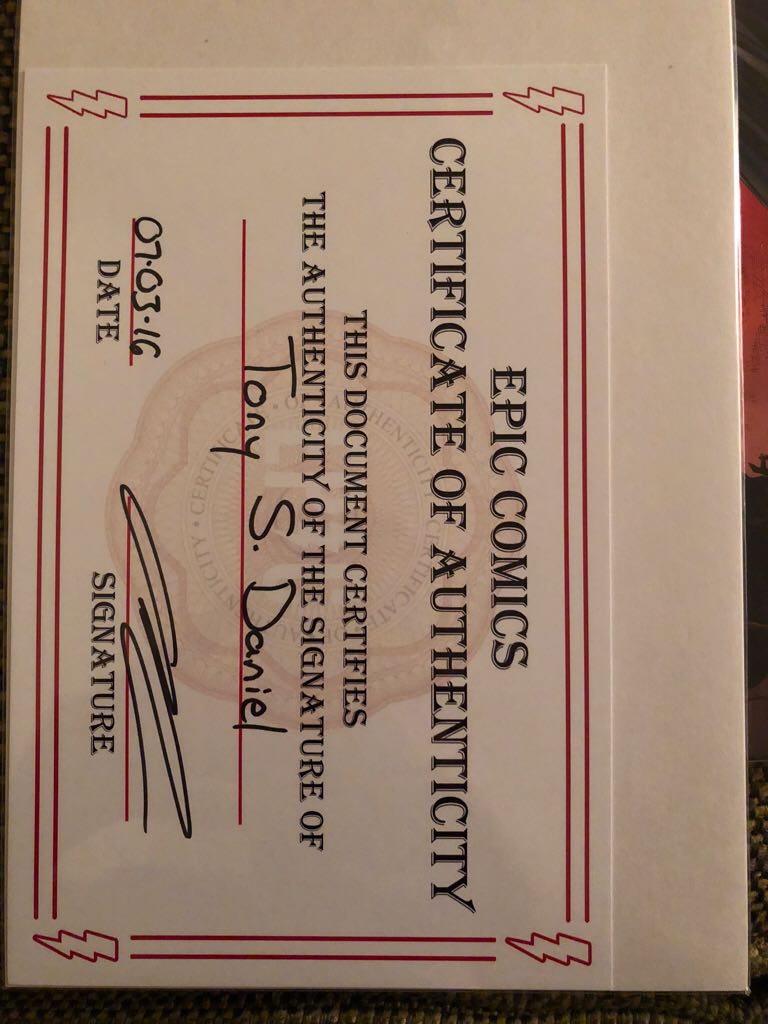 EPIC COMICS
CERTIFICATE OF AUTHENTICITY
THIS DOCUMENT CERTIFIES
THE AUTHENTICITY OF THE SIGNATURE OF
Tony S. Daniel
07.03.16
DATE
SIGNATURE